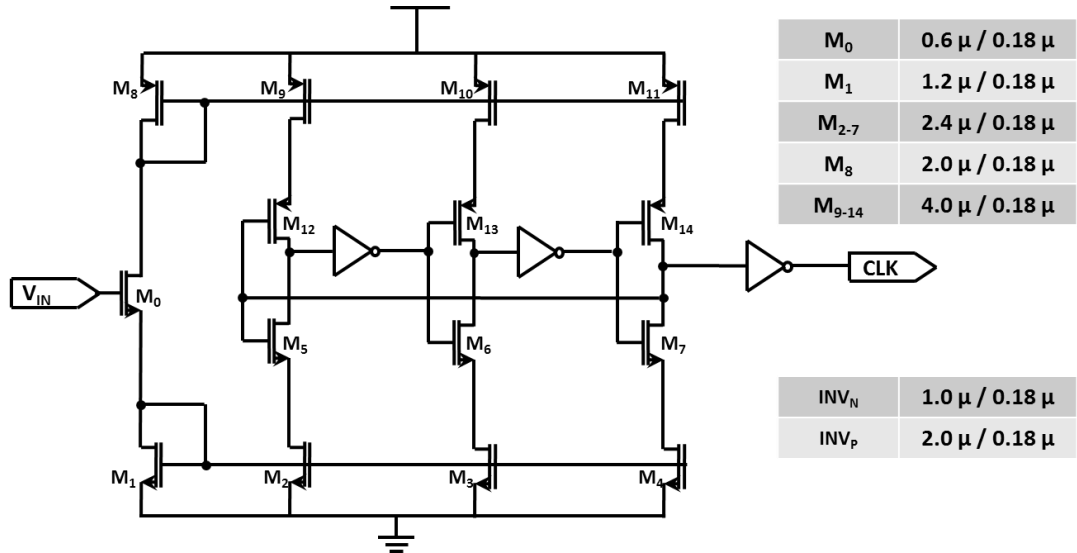 M8
M9
M10
M11
M12
M13
M14
VIN
M0
M5
M6
M7
CLK
M1
M2
M3
M4
M0 0.6 µ / 0.18 µ
M1 1.2 µ / 0.18 µ
M2-7 2.4 µ / 0.18 µ
M8 2.0 µ / 0.18 µ
M9-14 4.0 µ / 0.18 µ
INVN 1.0 µ / 0.18 µ
INVP 2.0 µ / 0.18 µ